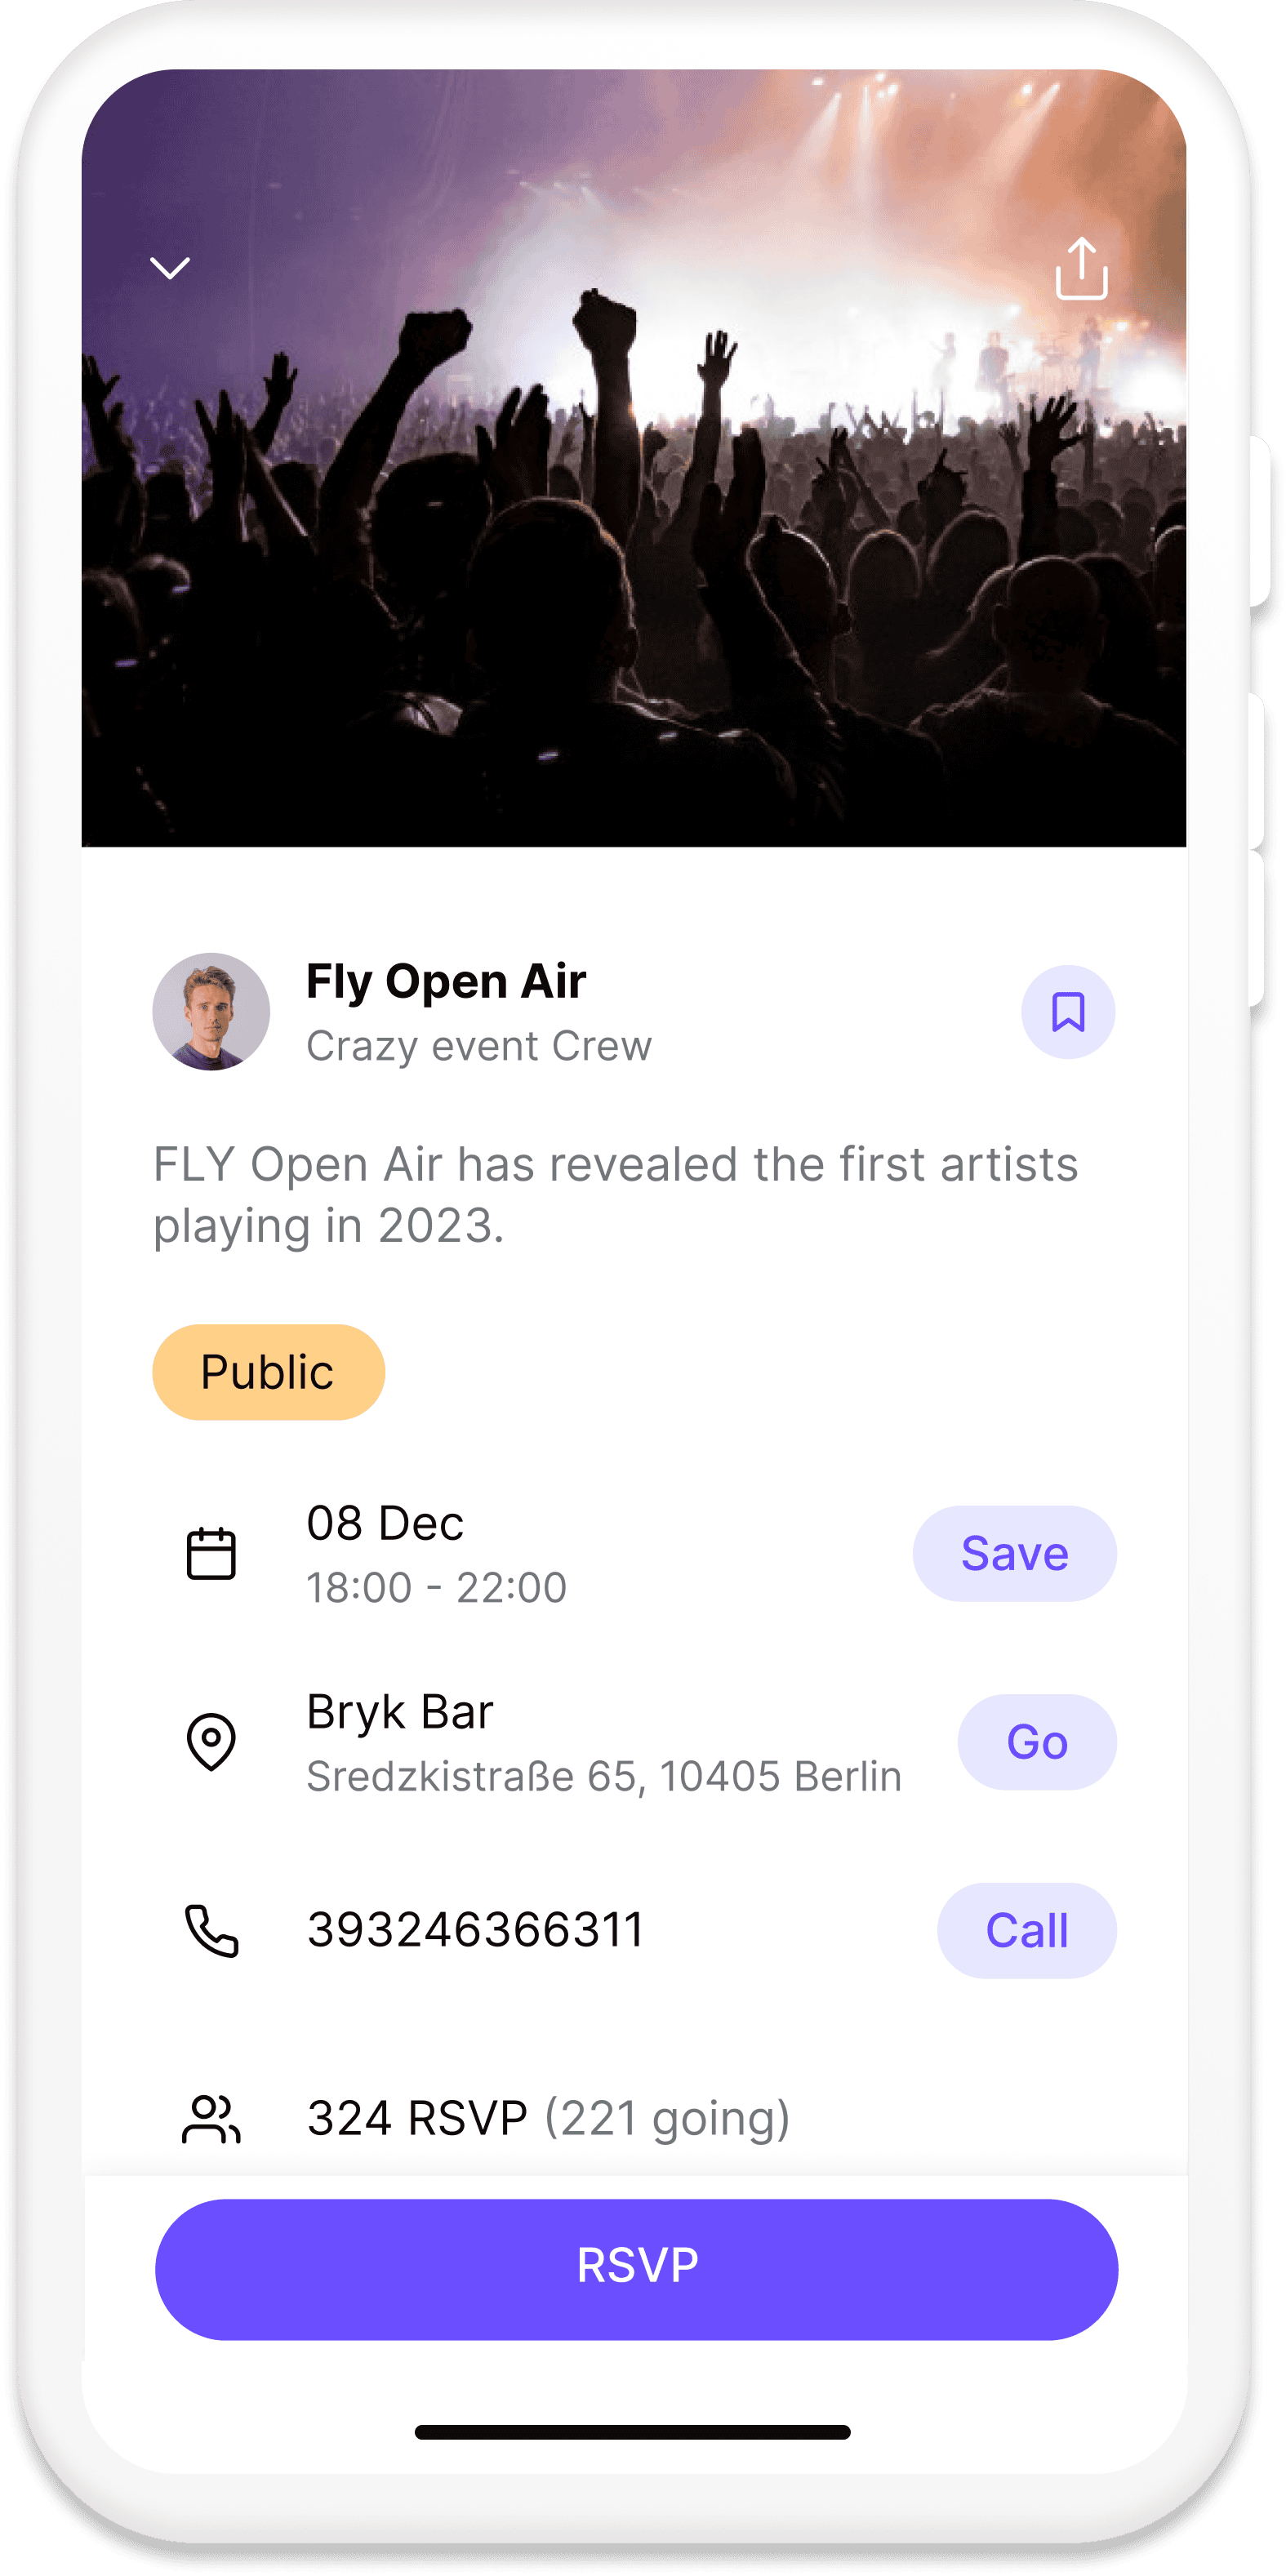 Fly Open Air
Crazy event Crew
FLY Open Air has revealed the first artists
playing in 2023.
Public
08 Dec
18:00 - 22:00
Save
Bryk Bar
Sredzkistraße 65, 10405 Berlin
Go
393246366311
Call
324 RSVP (221 going)
RSVP